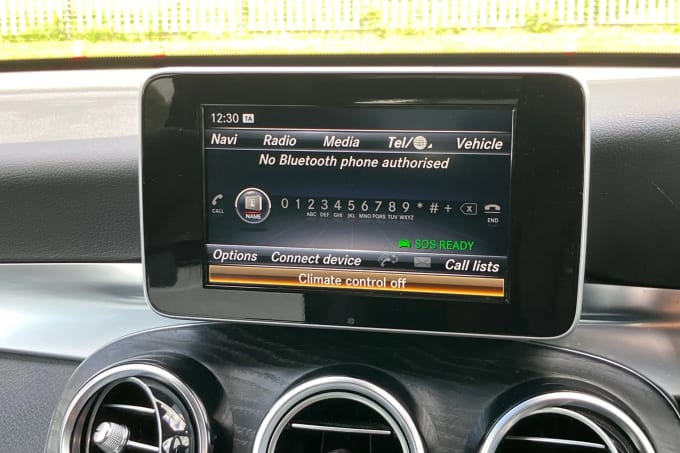 12:30 TA
Navi Radio Media Tel/ Vehicle
No Bluetooth phone authorised
CALL NAME 0 1 2 3 4 5 6 7 8 9 * # + END
ABC DEF GHI JKL MNO PQRS TUV WXYZ
SOS READY
Options Connect device Call lists
Climate control off